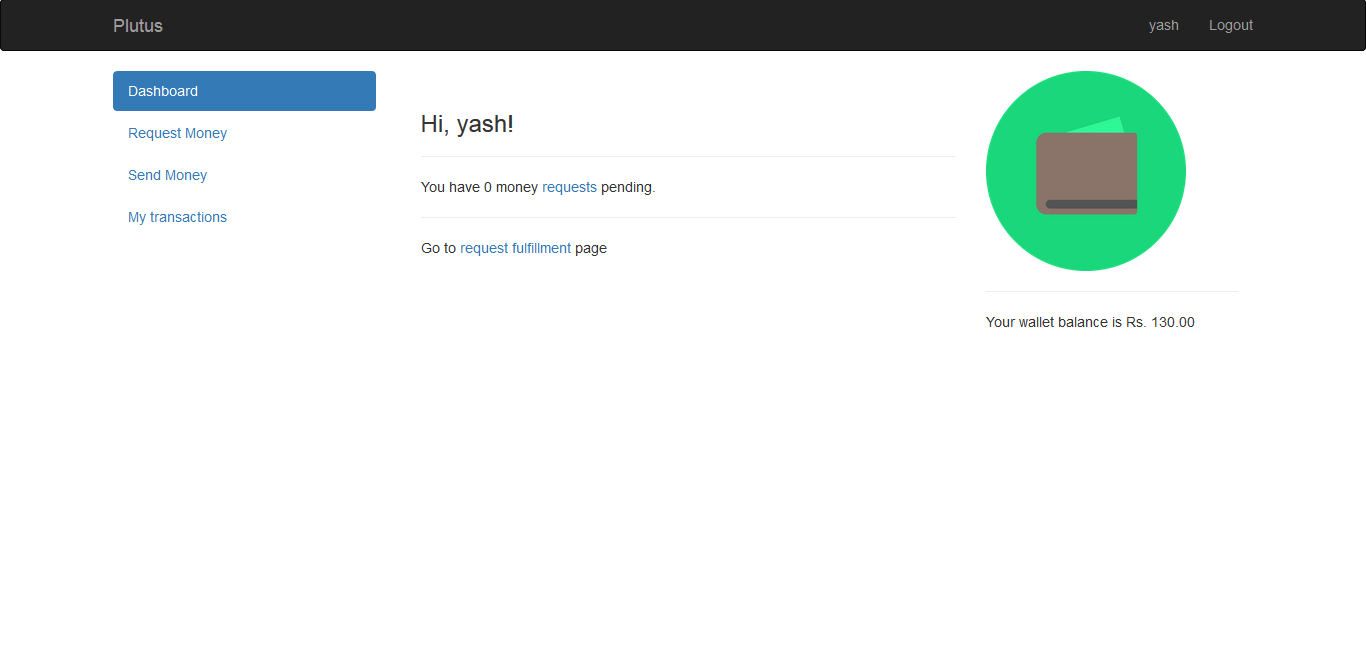 Plutus
yash
Logout
Dashboard
Request Money
Send Money
My transactions
Hi, yash!
You have 0 money requests pending.
Go to request fulfillment page
Your wallet balance is Rs. 130.00